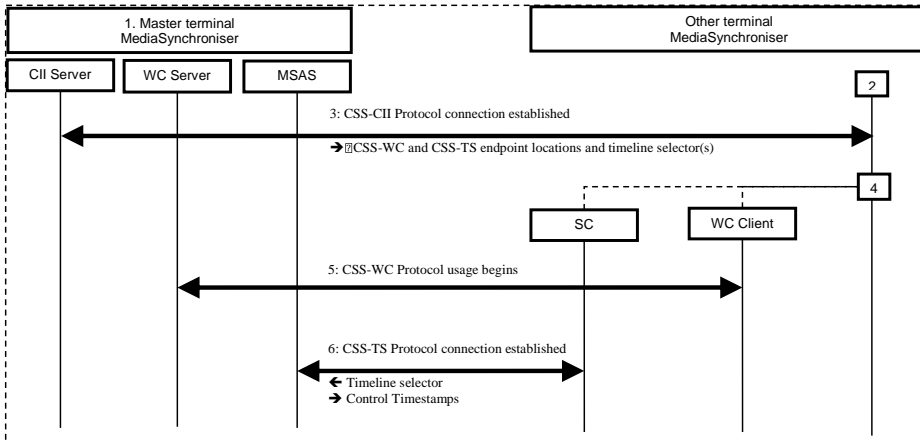 1. Master terminal
MediaSynchroniser
Other terminal
MediaSynchroniser
CII Server
WC Server
MSAS
2
3: CSS-CII Protocol connection established
➔ CSS-WC and CSS-TS endpoint locations and timeline selector(s)
4
SC
WC Client
5: CSS-WC Protocol usage begins
6: CSS-TS Protocol connection established
🡸 Timeline selector
➔ Control Timestamps